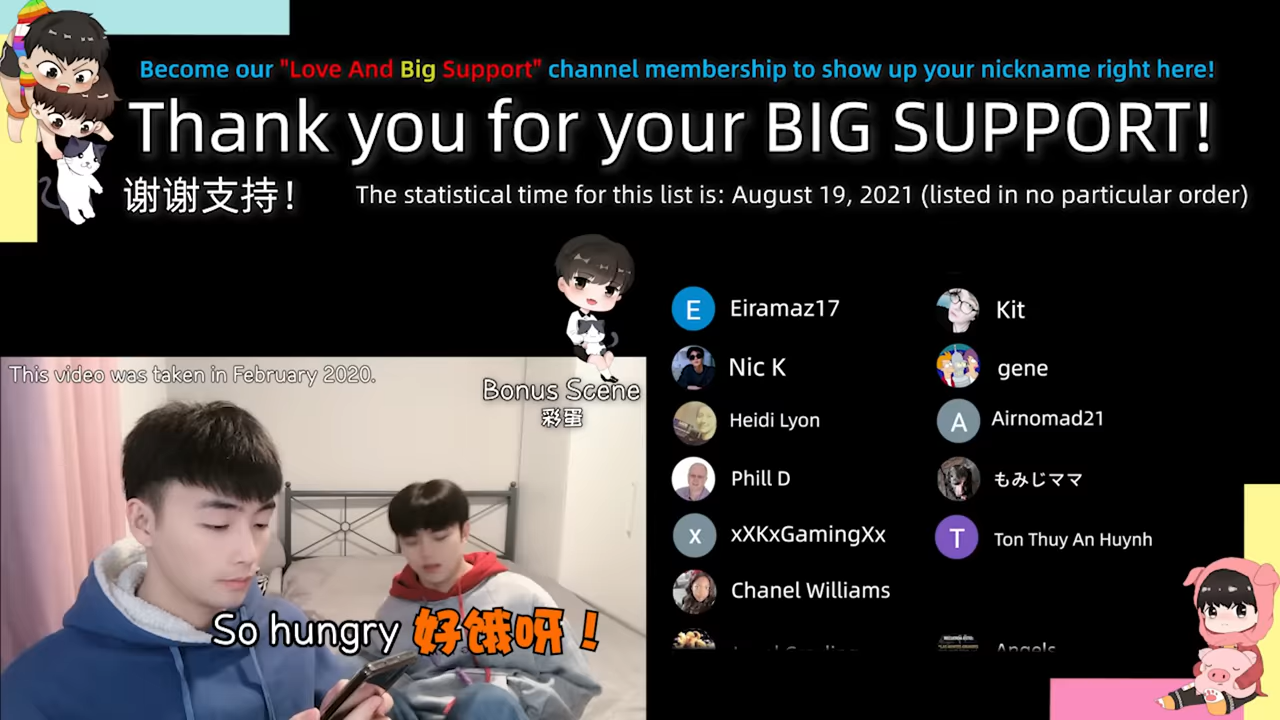 Become our "Love And Big Support" channel membership to show up your nickname right here!
Thank you for your BIG SUPPORT!
谢谢支持！
The statistical time for this list is: August 19, 2021 (listed in no particular order)
This video was taken in February 2020.
Bonus Scene
彩蛋
So hungry 好饿呀！
E Eiramaz17
Nic K
Heidi Lyon
Phill D
X xXKxGamingXx
Chanel Williams
Kit
gene
A Airnomad21
もみじママ
T Ton Thuy An Huynh
Angels